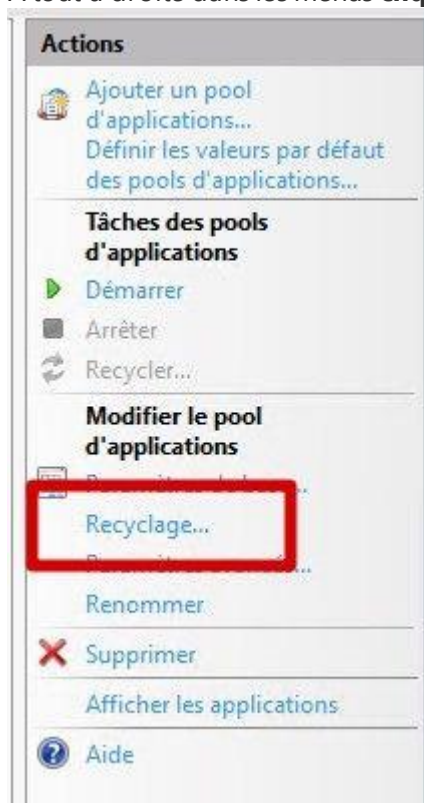 Actions
Ajouter un pool
d'applications...
Définir les valeurs par défaut
des pools d'applications...
Tâches des pools
d'applications
Démarrer
Arrêter
Recycler...
Modifier le pool
d'applications
Recyclage...
Renommer
Supprimer
Afficher les applications
Aide